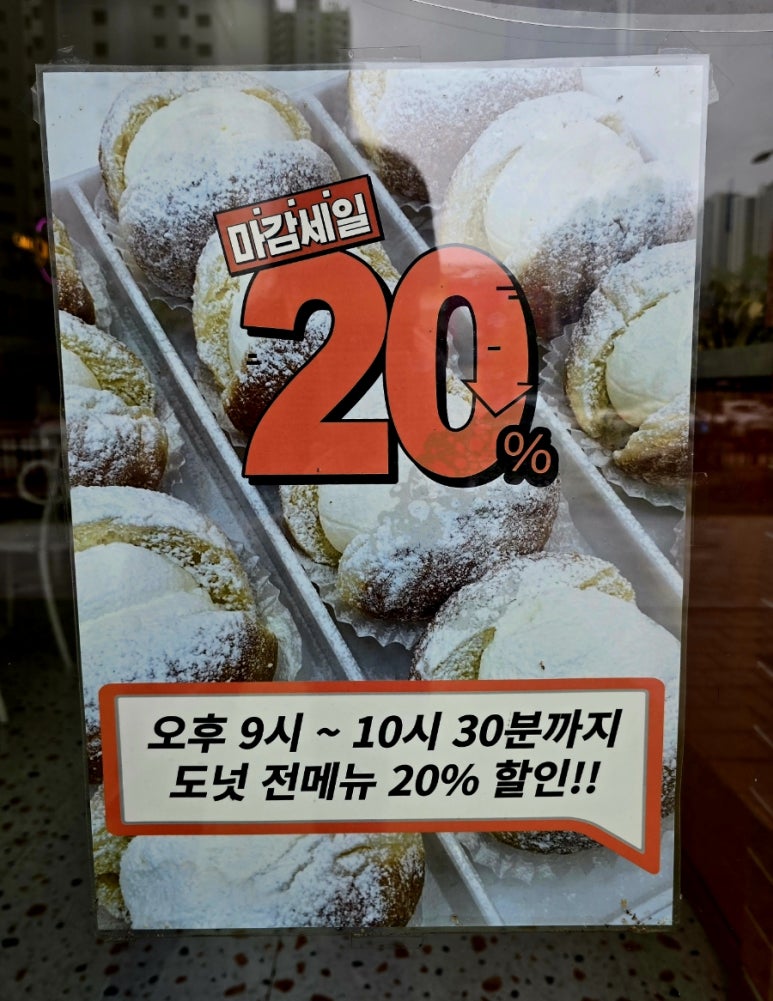 마감세일
20%
오후 9시 ~ 10시 30분까지
도넛 전메뉴 20% 할인!!